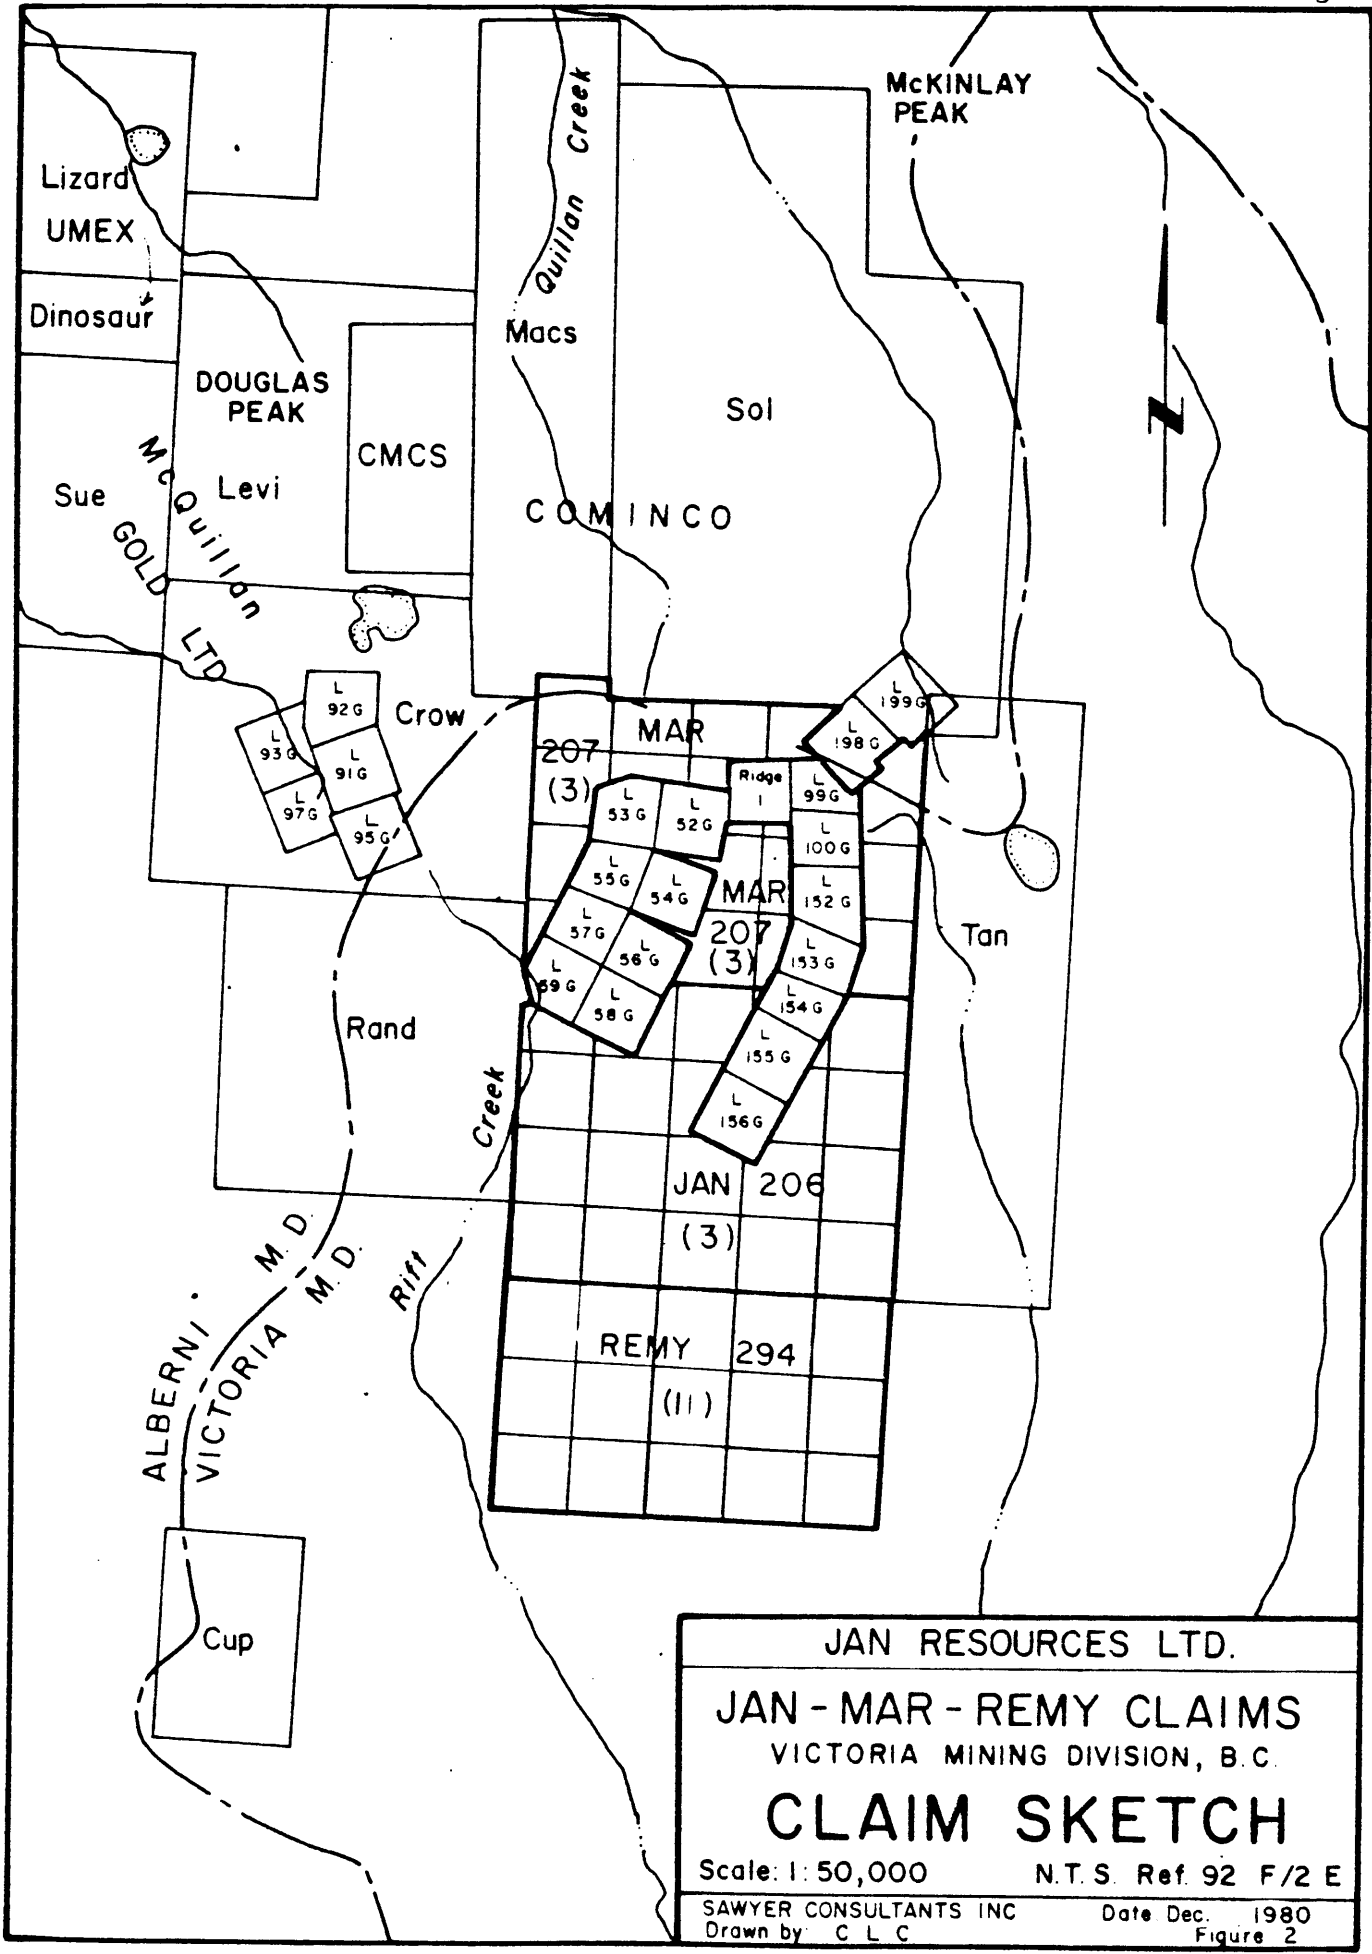 McKINLAY
PEAK
Quillan Creek
Lizard
UMEX
Dinosaur
Macs
DOUGLAS
PEAK
Sol
CMCS
McQuillan
Sue
Levi
GOLD
LTD
COMINCO
N
L
92G
Crow
L
93G
L
91G
L
97G
L
95G
L
199G
L
198G
MAR
207
(3)
Ridge
1
L
99G
L
53G
L
52G
L
100G
L
55G
L
54G
MAR
207
(3)
L
152G
L
57G
L
56G
L
153G
L
59G
L
58G
L
154G
Tan
Rand
L
155G
L
156G
Rift Creek
JAN 206
(3)
ALBERNI M.D.
VICTORIA M.D.
REMY 294
(11)
Cup
JAN RESOURCES LTD.
JAN-MAR-REMY CLAIMS
VICTORIA MINING DIVISION, B.C.
CLAIM SKETCH
Scale: 1:50,000 N.T.S. Ref. 92 F/2 E
SAWYER CONSULTANTS INC Date Dec. 1980
Drawn by C L C Figure 2